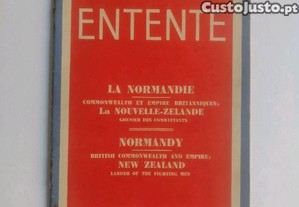 CustoJusto.pt
ENTENTE
LA NORMANDIE
COMMONWEALTH ET EMPIRE BRITANNIQUES:
LA NOUVELLE-ZELANDE
GRENIER DES COMBATTANTS
NORMANDY
BRITISH COMMONWEALTH AND EMPIRE:
NEW ZEALAND
LARDER OF THE FIGHTING MEN